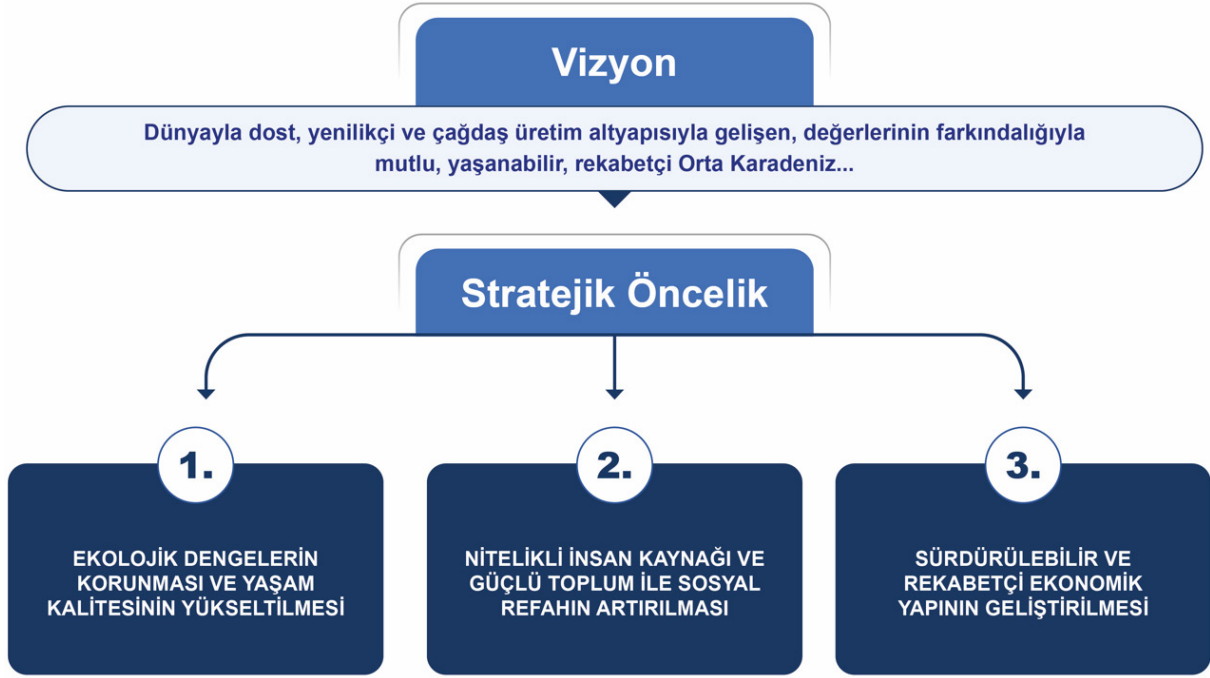 Vizyon
Dünyayla dost, yenilikçi ve çağdaş üretim altyapısıyla gelişen, değerlerinin farkındalığıyla
mutlu, yaşanabilir, rekabetçi Orta Karadeniz...
Stratejik Öncelik
1.
EKOLOJİK DENGELERİN
KORUNMASI VE YAŞAM
KALİTESİNİN YÜKSELTİLMESİ
2.
NİTELİKLİ İNSAN KAYNAĞI VE
GÜÇLÜ TOPLUM İLE SOSYAL
REFAHIN ARTIRILMASI
3.
SÜRDÜRÜLEBİLİR VE
REKABETÇİ EKONOMİK
YAPININ GELİŞTİRİLMESİ